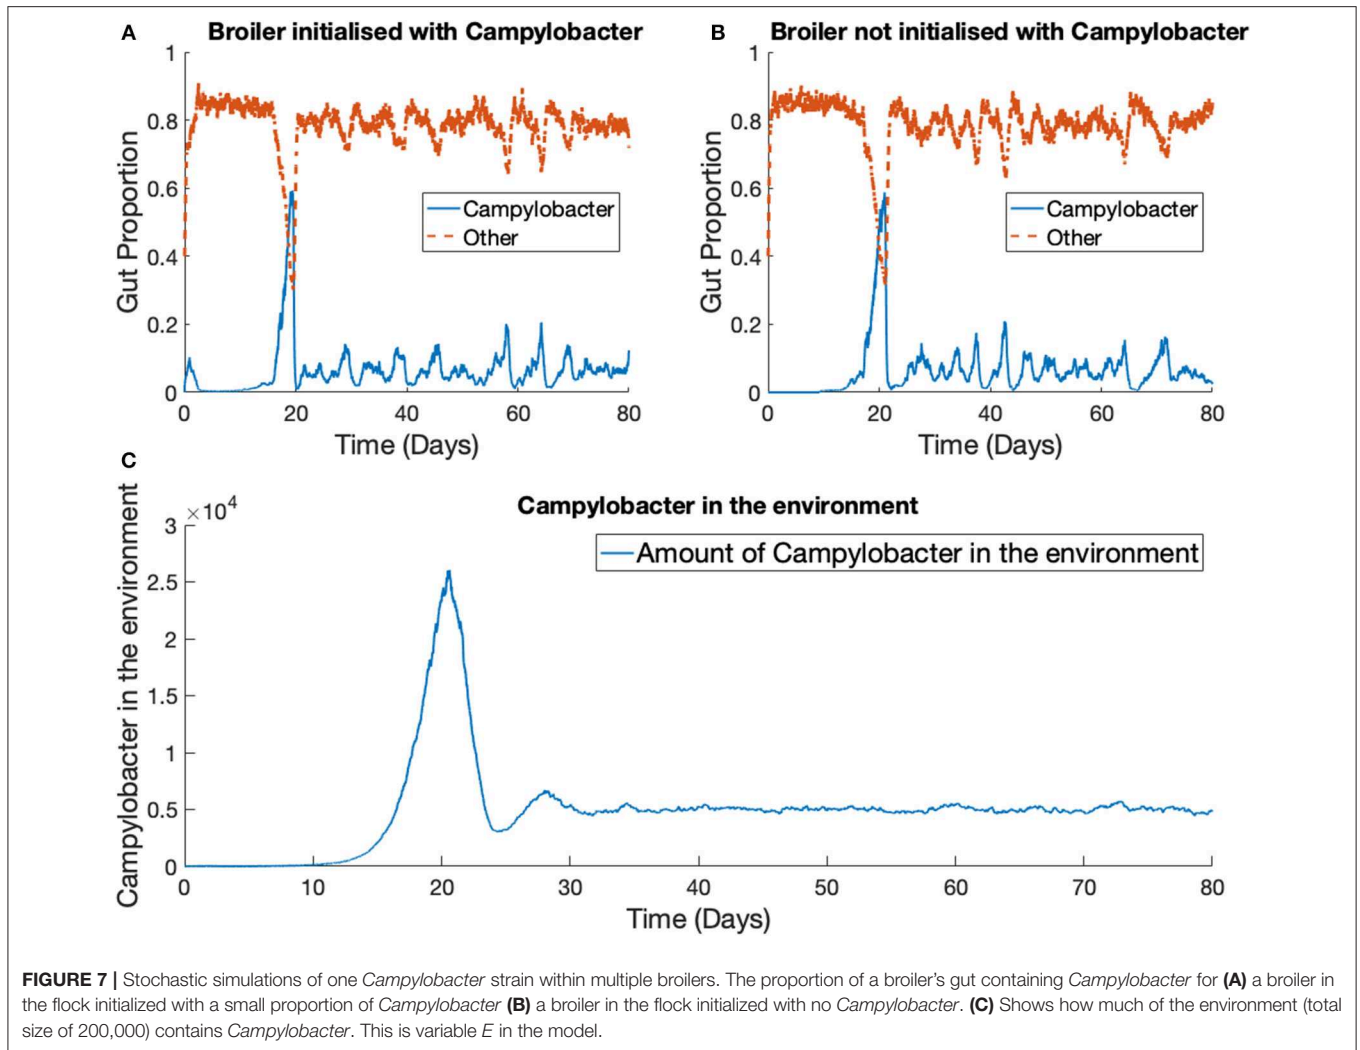 A
Broiler initialised with Campylobacter
1
0.8
0.6
0.4
0.2
0
Gut Proportion
Campylobacter
Other
0 20 40 60 80
Time (Days)
B
Broiler not initialised with Campylobacter
1
0.8
0.6
0.4
0.2
0
Gut Proportion
Campylobacter
Other
0 20 40 60 80
Time (Days)
C
Campylobacter in the environment
×10⁴
3
2.5
2
1.5
1
0.5
0
Campylobacter in the environment
Amount of Campylobacter in the environment
0 10 20 30 40 50 60 70 80
Time (Days)
FIGURE 7 | Stochastic simulations of one Campylobacter strain within multiple broilers. The proportion of a broiler's gut containing Campylobacter for (A) a broiler in
the flock initialized with a small proportion of Campylobacter (B) a broiler in the flock initialized with no Campylobacter. (C) Shows how much of the environment (total
size of 200,000) contains Campylobacter. This is variable E in the model.